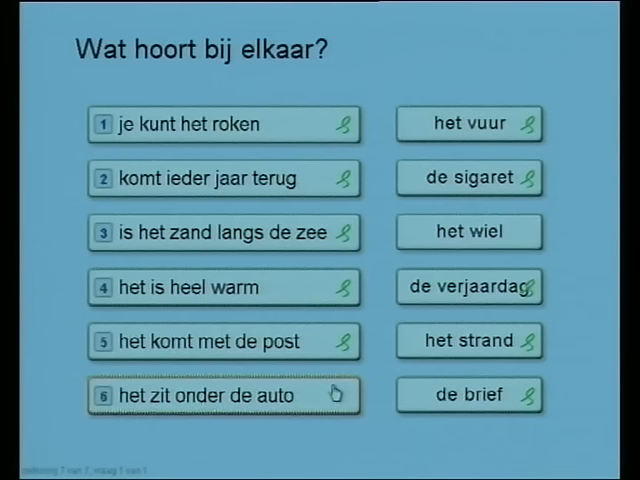 Wat hoort bij elkaar?
1 je kunt het roken
het vuur
2 komt ieder jaar terug
de sigaret
3 is het zand langs de zee
het wiel
4 het is heel warm
de verjaardag
5 het komt met de post
het strand
6 het zit onder de auto
de brief